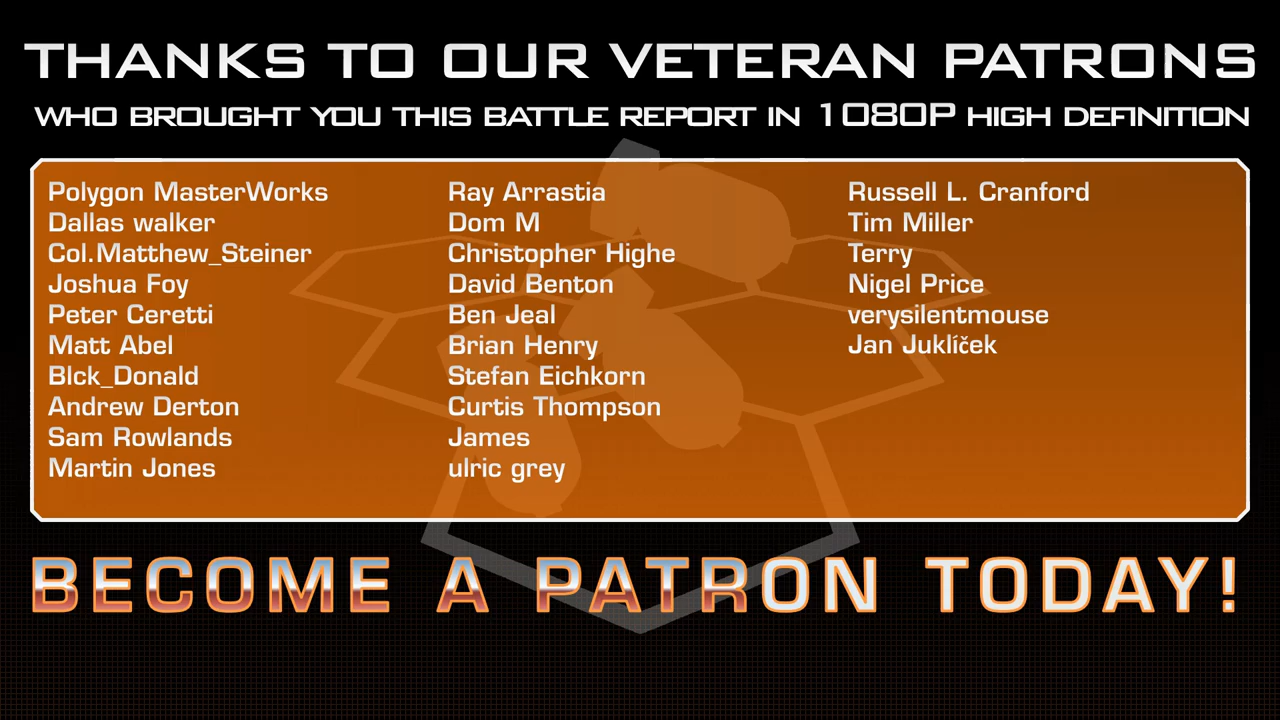 THANKS TO OUR VETERAN PATRONS
WHO BROUGHT YOU THIS BATTLE REPORT IN 1080P HIGH DEFINITION
Polygon MasterWorks
Dallas walker
Col.Matthew_Steiner
Joshua Foy
Peter Ceretti
Matt Abel
Blck_Donald
Andrew Derton
Sam Rowlands
Martin Jones
Ray Arrastia
Dom M
Christopher Highe
David Benton
Ben Jeal
Brian Henry
Stefan Eichkorn
Curtis Thompson
James
ulric grey
Russell L. Cranford
Tim Miller
Terry
Nigel Price
verysilentmouse
Jan Juklíček
BECOME A PATRON TODAY!